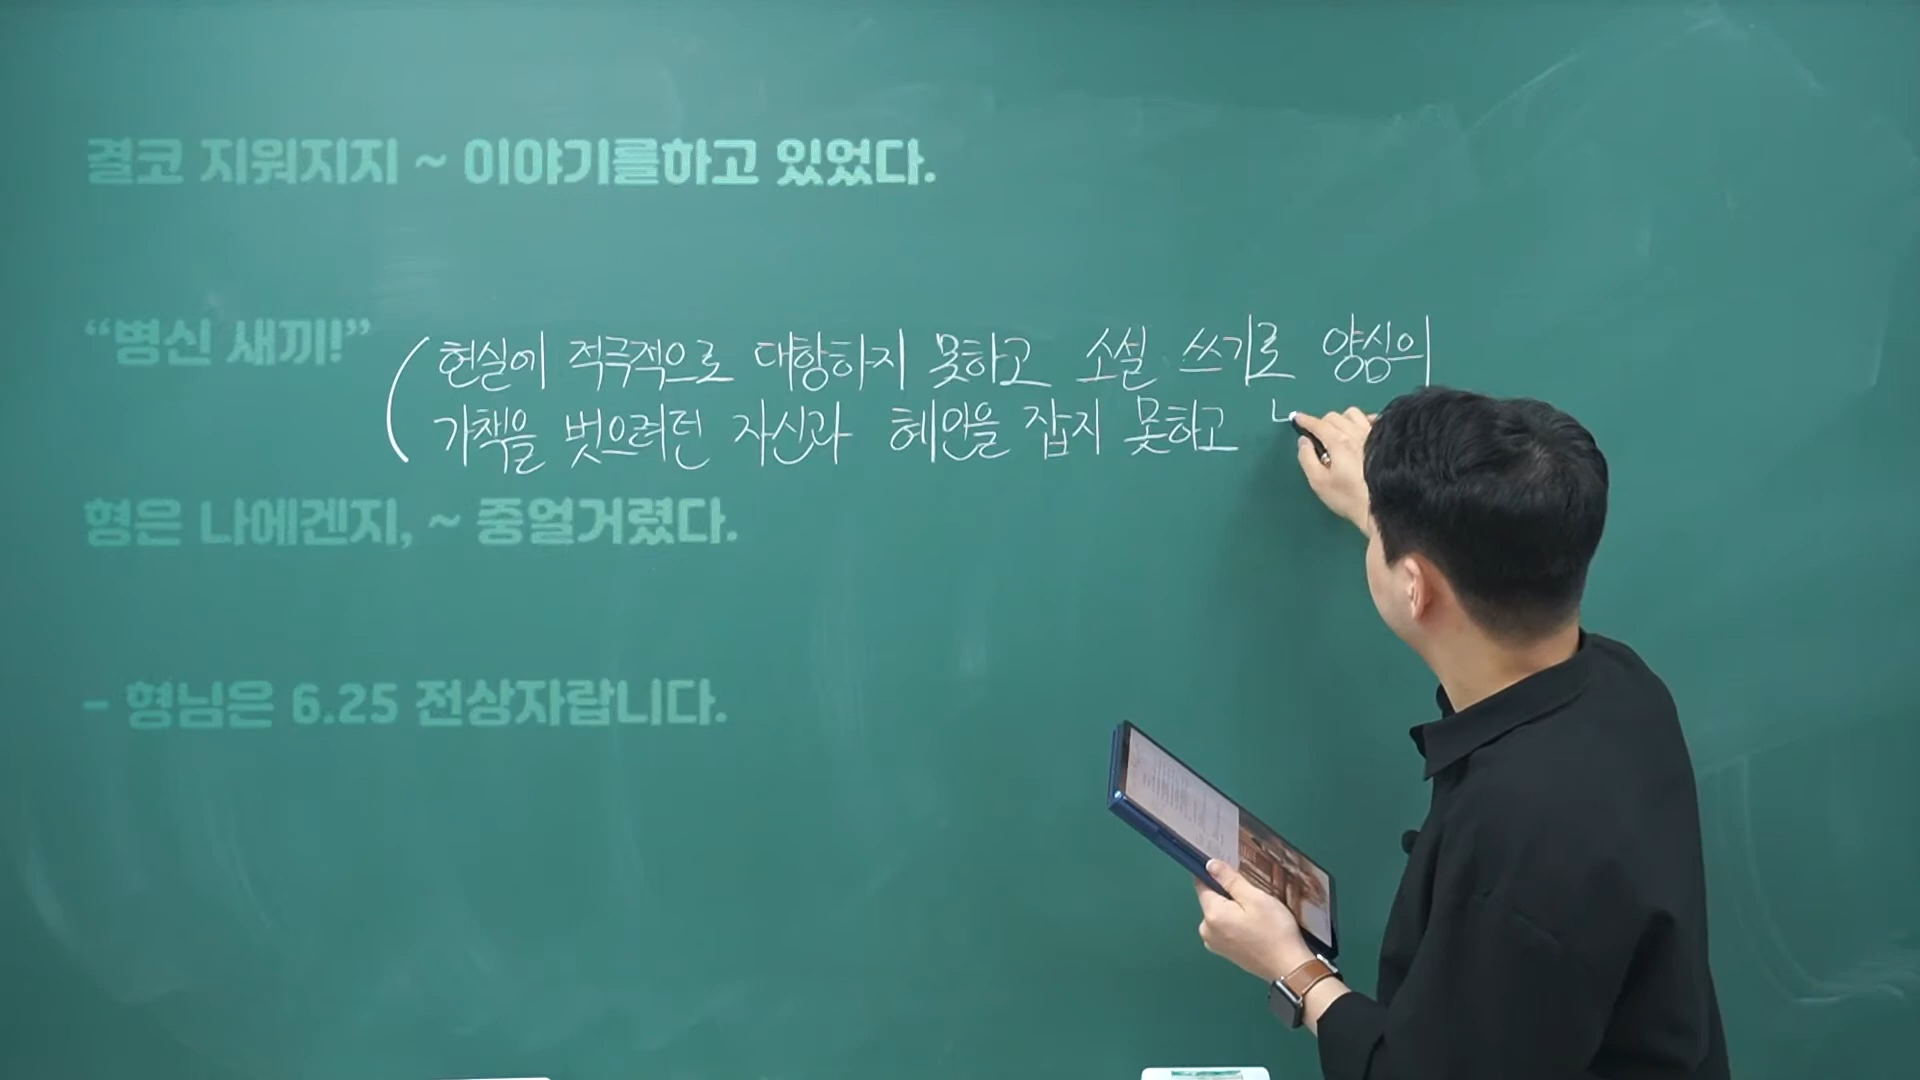 결코 지워지지 ~ 이야기를하고 있었다.
“병신 새끼!”
(현실에 적극적으로 대항하지 못하고 소설 쓰기로 양심의
가책을 벗으려던 자신과 혜인을 잡지 못하고
형은 나에겐지, ~ 중얼거렸다.
- 형님은 6.25 전상자랍니다.